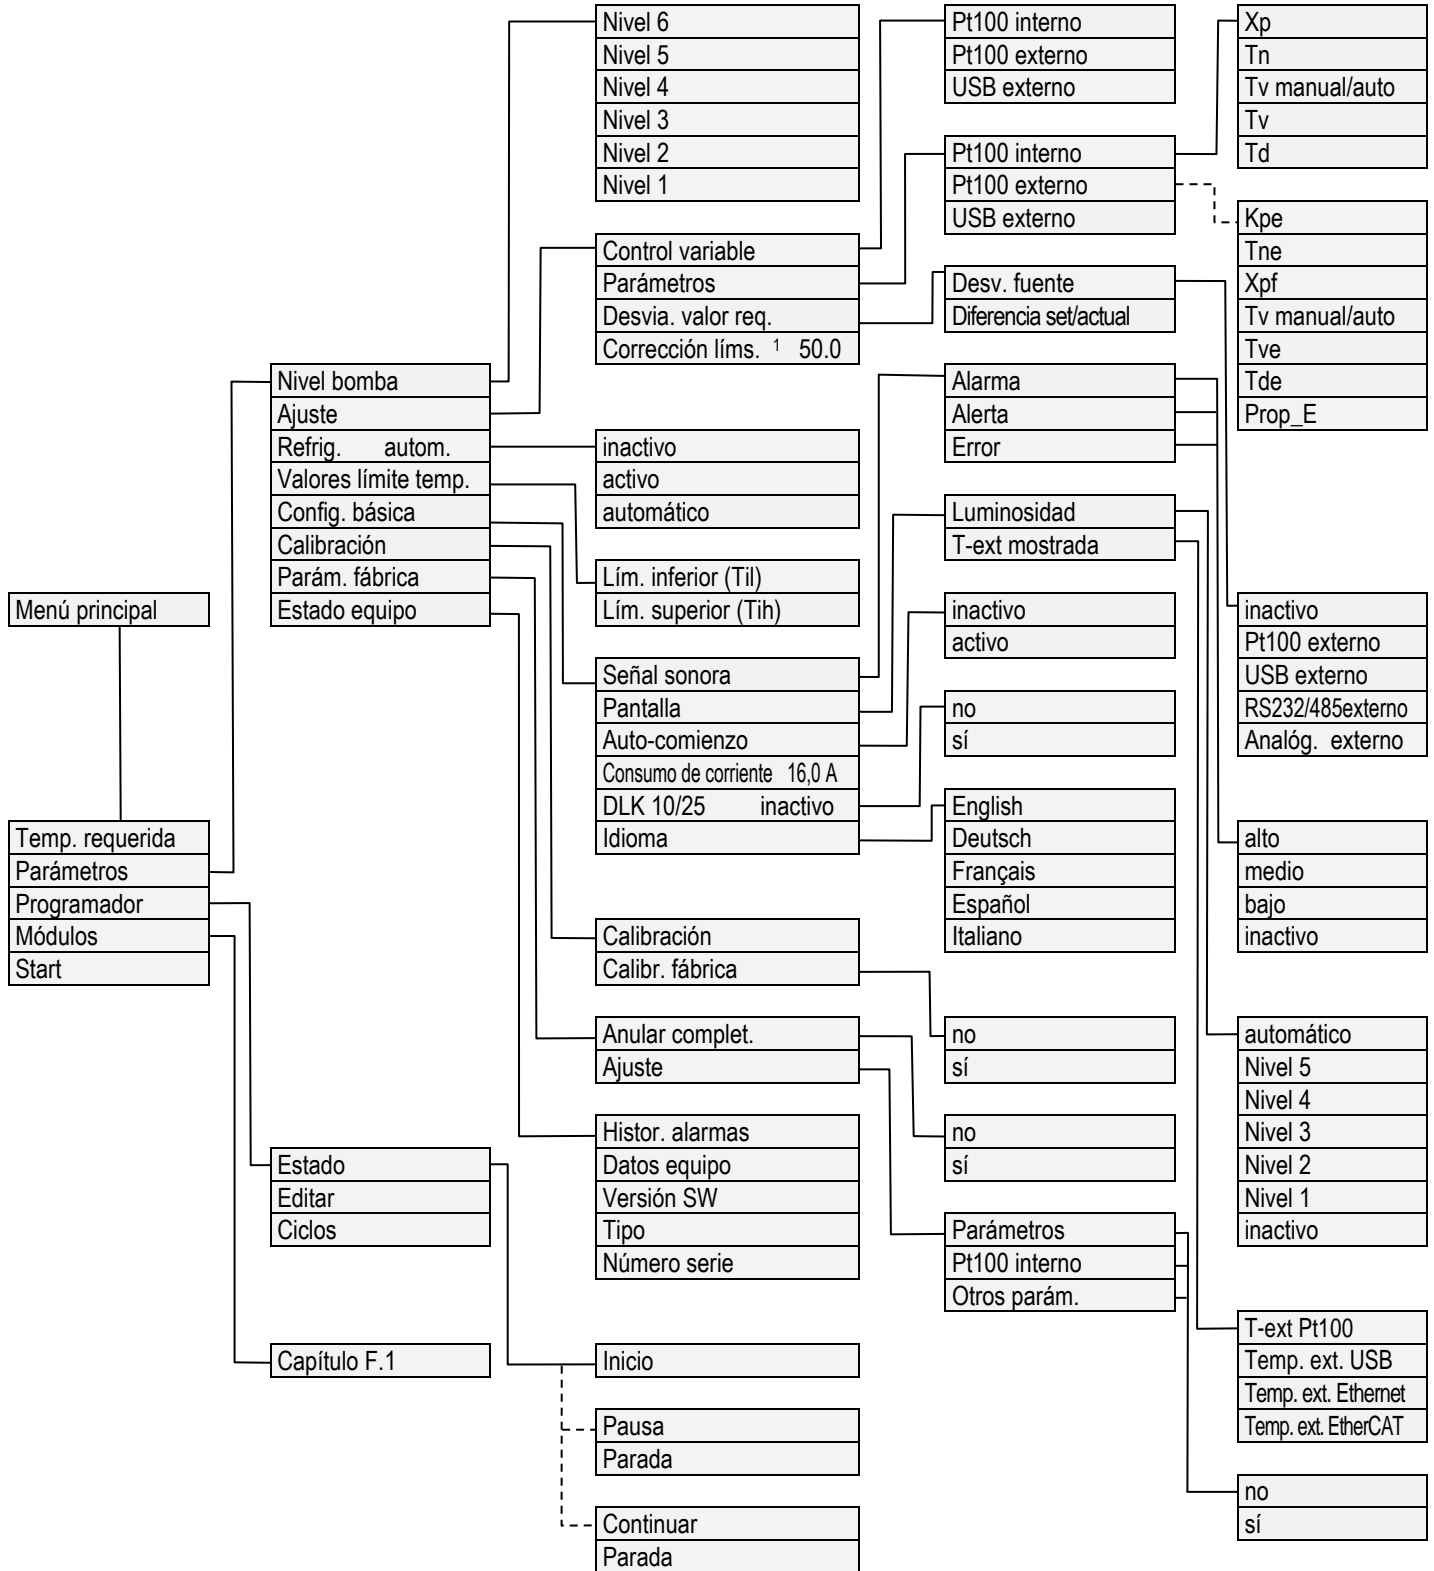 Menú principal
Temp. requerida
Parámetros
Programador
Módulos
Start
Nivel bomba
Ajuste
Refrig. autom.
Valores límite temp.
Config. básica
Calibración
Parám. fábrica
Estado equipo
Estado
Editar
Ciclos
Capítulo F.1
Nivel 6
Nivel 5
Nivel 4
Nivel 3
Nivel 2
Nivel 1
Control variable
Parámetros
Desvia. valor req.
Corrección líms. 1 50.0
inactivo
activo
automático
Lím. inferior (Til)
Lím. superior (Tih)
Señal sonora
Pantalla
Auto-comienzo
Consumo de corriente 16,0 A
DLK 10/25 inactivo
Idioma
Calibración
Calibr. fábrica
Anular complet.
Ajuste
Histor. alarmas
Datos equipo
Versión SW
Tipo
Número serie
Inicio
Pausa
Parada
Continuar
Parada
Pt100 interno
Pt100 externo
USB externo
Pt100 interno
Pt100 externo
USB externo
Desv. fuente
Diferencia set/actual
Alarma
Alerta
Error
Luminosidad
T-ext mostrada
inactivo
activo
no
sí
English
Deutsch
Français
Español
Italiano
no
sí
no
sí
Parámetros
Pt100 interno
Otros parám.
Xp
Tn
Tv manual/auto
Tv
Td
Kpe
Tne
Xpf
Tv manual/auto
Tve
Tde
Prop_E
inactivo
Pt100 externo
USB externo
RS232/485externo
Analóg. externo
alto
medio
bajo
inactivo
automático
Nivel 5
Nivel 4
Nivel 3
Nivel 2
Nivel 1
inactivo
T-ext Pt100
Temp. ext. USB
Temp. ext. Ethernet
Temp. ext. EtherCAT
no
sí